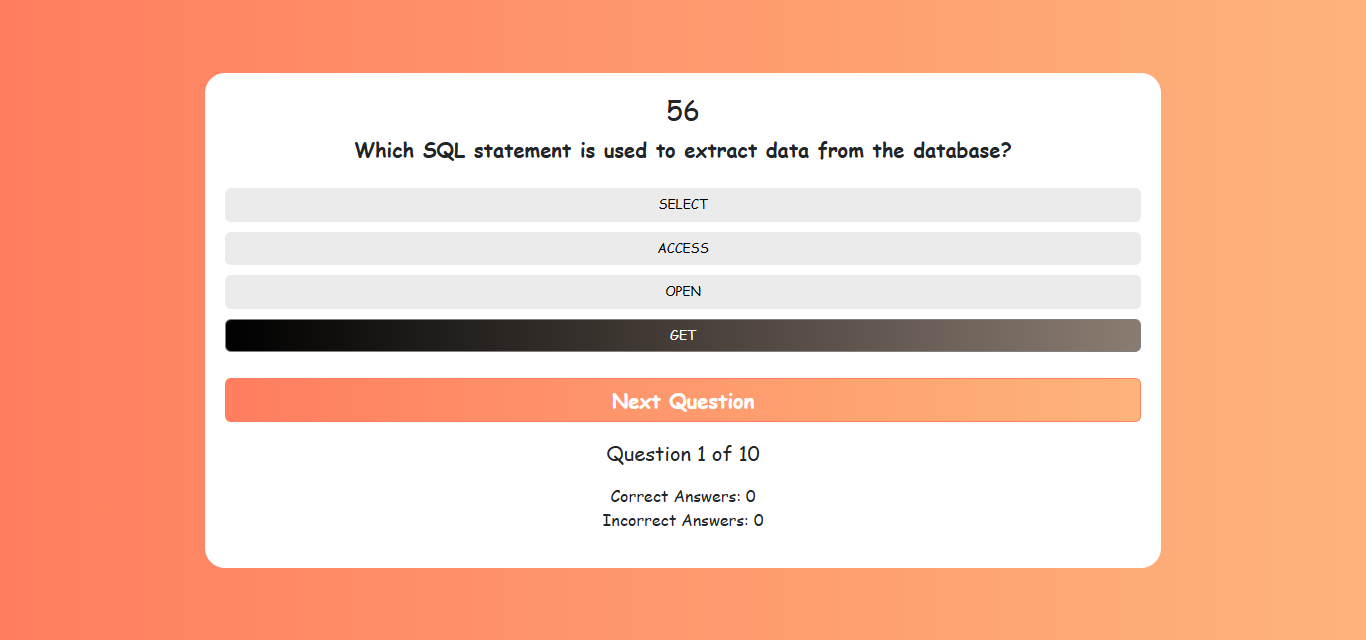 56
Which SQL statement is used to extract data from the database?
SELECT
ACCESS
OPEN
GET
Next Question
Question 1 of 10
Correct Answers: 0
Incorrect Answers: 0